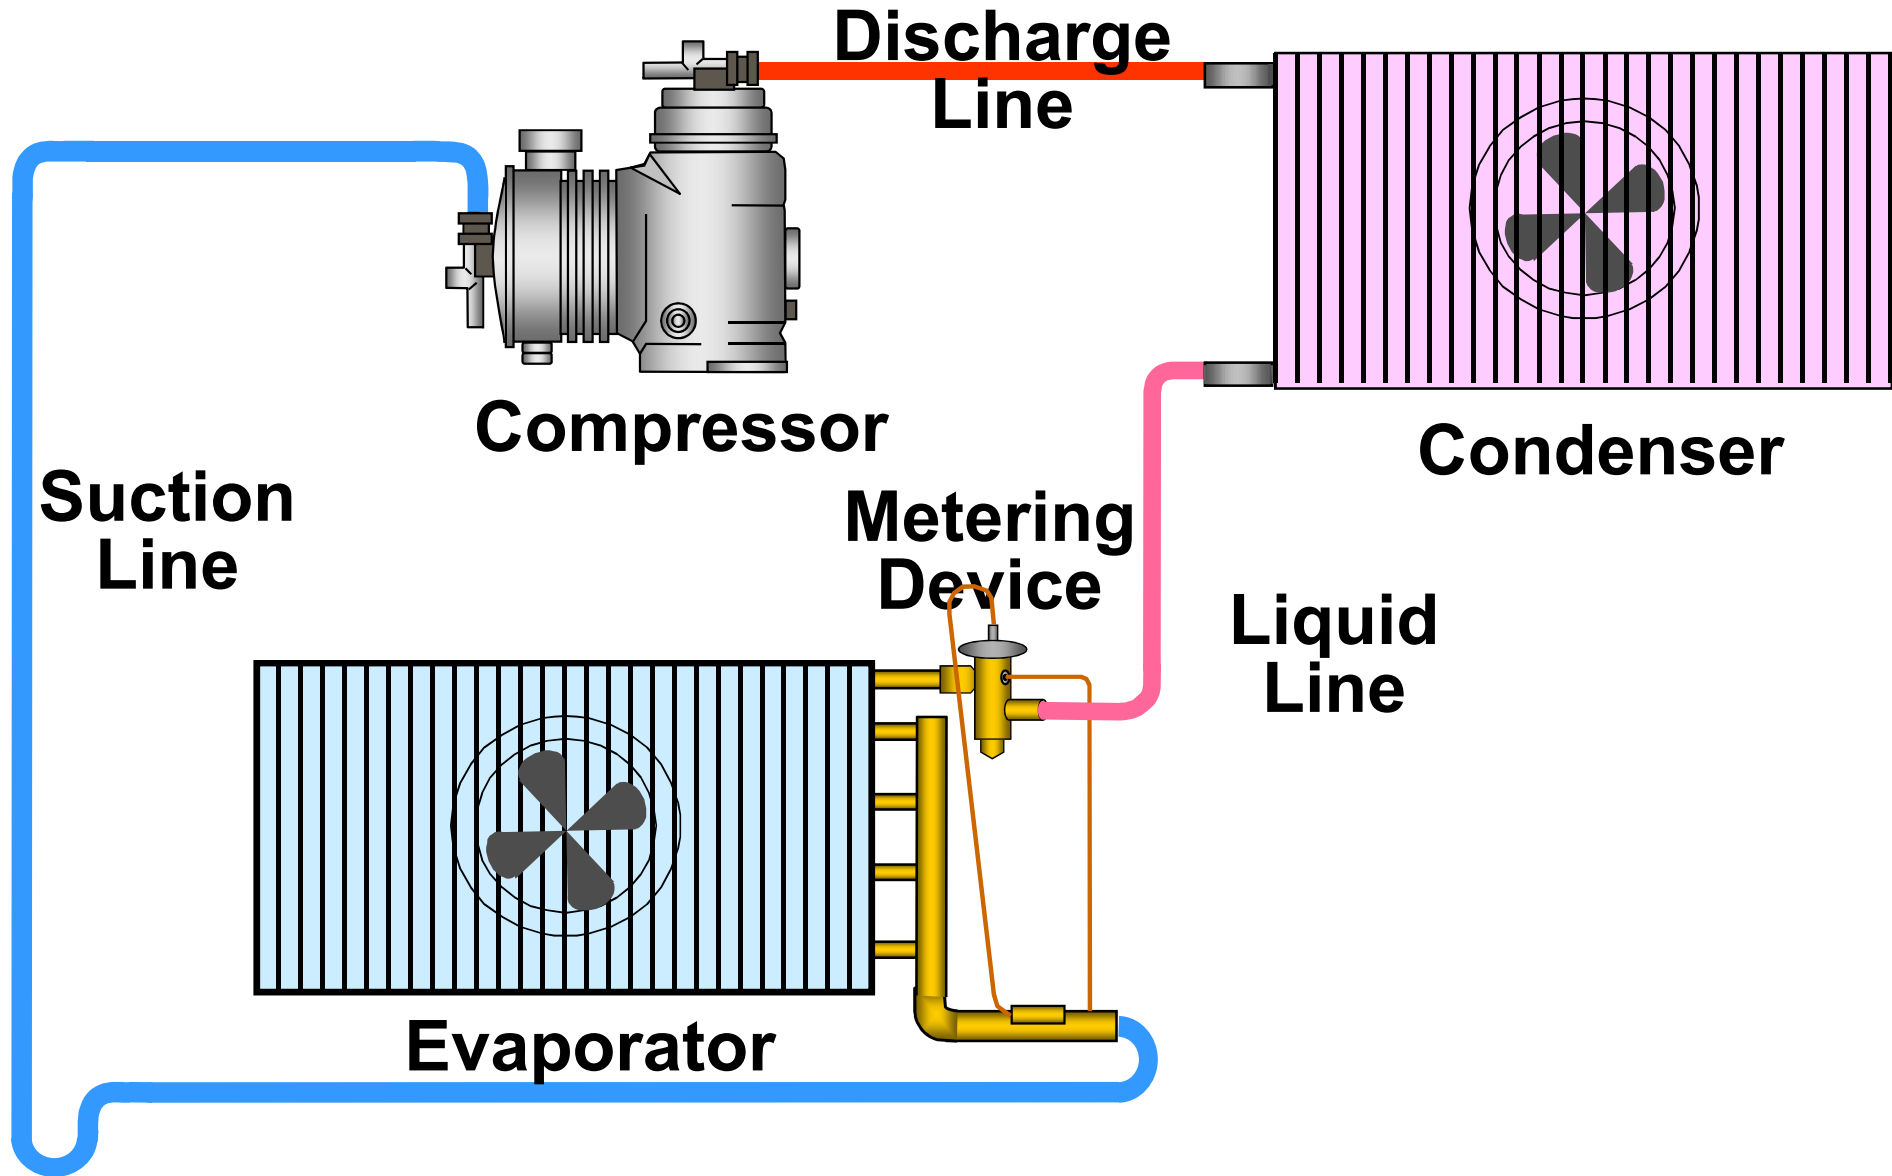 Discharge
Line
Compressor
Condenser
Suction
Line
Metering
Device
Liquid
Line
Evaporator